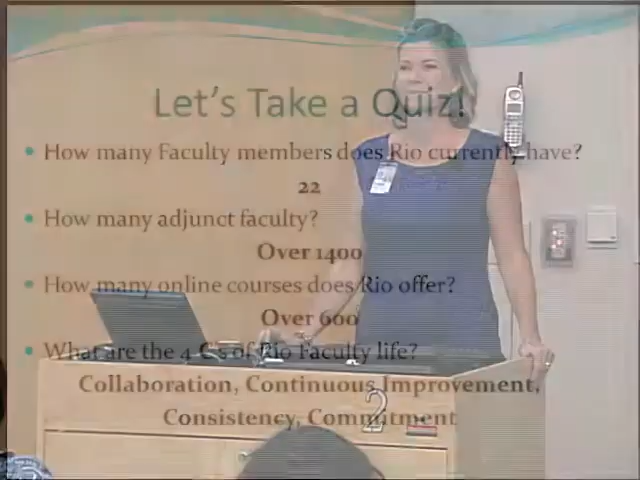 Let's Take a Quiz!
• How many Faculty members does Rio currently have?
22
• How many adjunct faculty?
Over 1400
• How many online courses does Rio offer?
Over 600
• What are the 4 C's of Rio Faculty life?
Collaboration, Continuous Improvement,
Consistency, Commitment
2